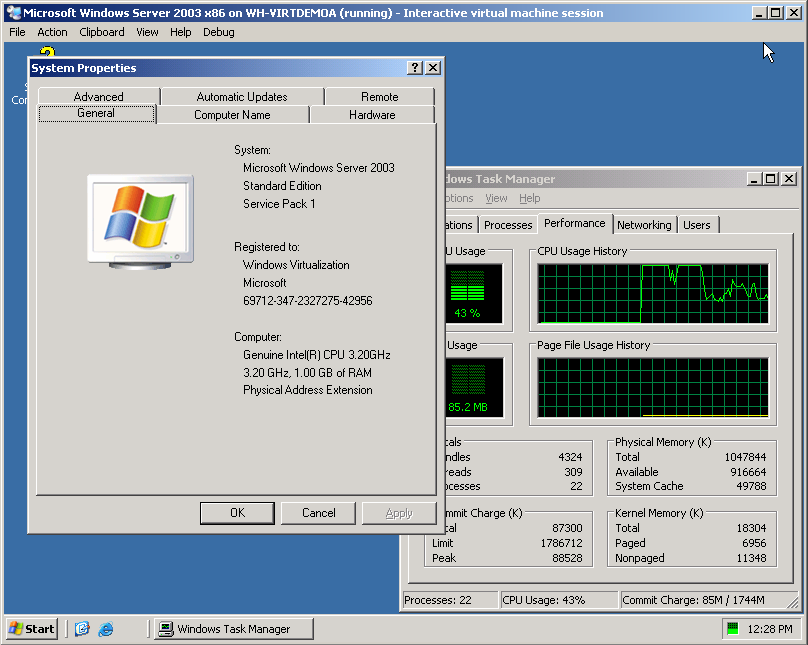 Microsoft Windows Server 2003 x86 on WH-VIRTDEMOA (running) - Interactive virtual machine session
File Action Clipboard View Help Debug
System Properties
Advanced Automatic Updates Remote
General Computer Name Hardware
System:
Microsoft Windows Server 2003
Standard Edition
Service Pack 1
Registered to:
Windows Virtualization
Microsoft
69712-347-2327275-42956
Computer:
Genuine Intel(R) CPU 3.20GHz
3.20 GHz, 1.00 GB of RAM
Physical Address Extension
OK Cancel Apply
dows Task Manager
ptions View Help
ations Processes Performance Networking Users
U Usage CPU Usage History
43 %
Usage Page File Usage History
85.2 MB
als
ndles 4324
reads 309
cesses 22
Physical Memory (K)
Total 1047844
Available 916664
System Cache 49788
mmit Charge (K)
tal 87300
Limit 1786712
Peak 88528
Kernel Memory (K)
Total 18304
Paged 6956
Nonpaged 11348
Processes: 22 CPU Usage: 43% Commit Charge: 85M / 1744M
Start Windows Task Manager 12:28 PM